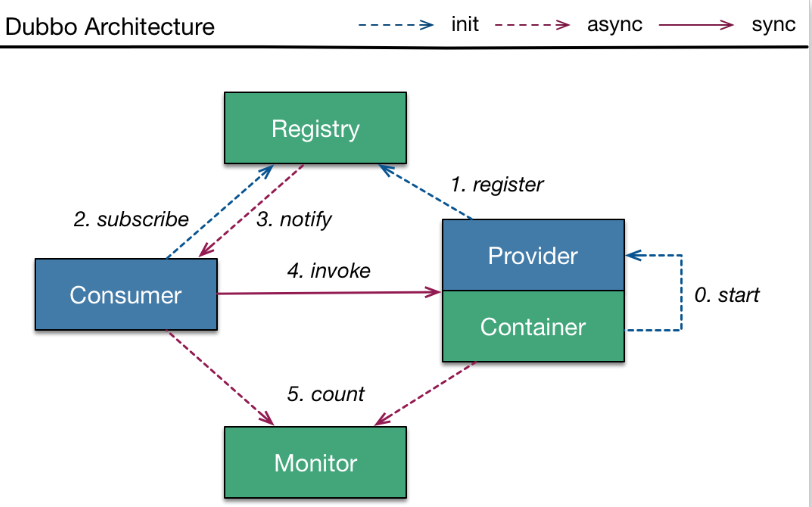 Dubbo Architecture
init
async
sync
Registry
1. register
2. subscribe
3. notify
Provider
4. invoke
Consumer
0. start
Container
5. count
Monitor